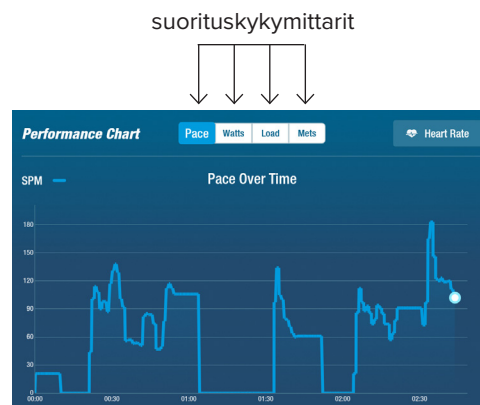 suorituskykymittarit
Performance Chart Pace Watts Load Mets Heart Rate
SPM Pace Over Time
180
150
120
90
60
30
0
00:00 00:30 01:00 01:30 02:00 02:30